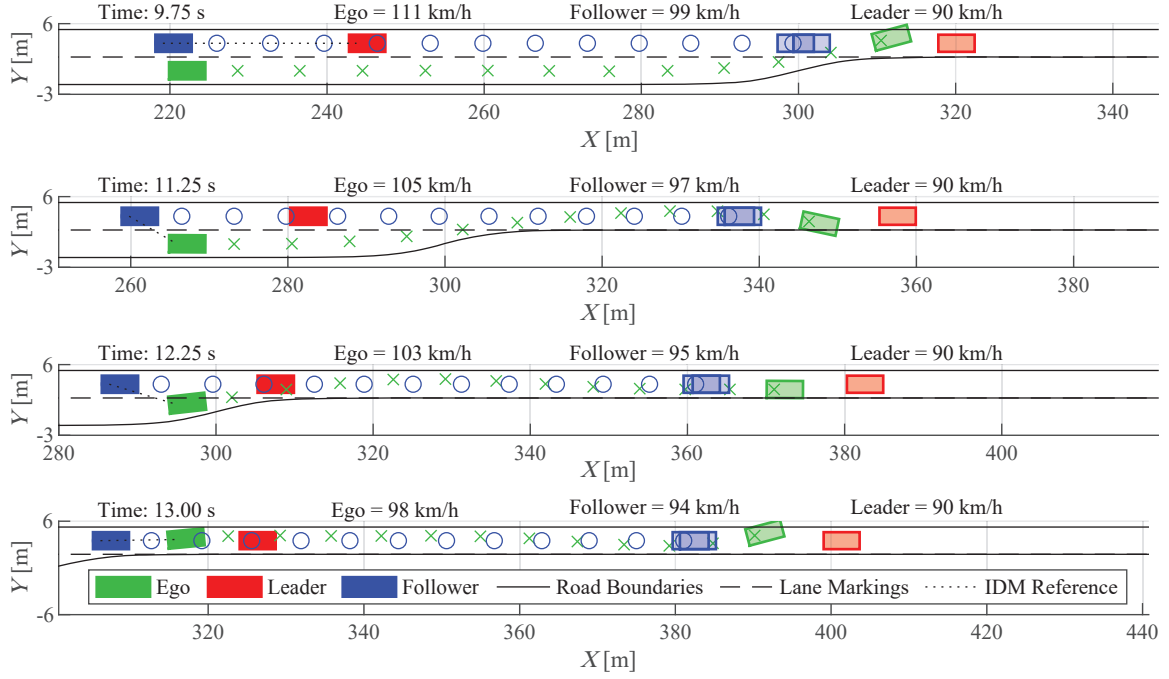 Time: 9.75 s Ego = 111 km/h Follower = 99 km/h Leader = 90 km/h
6
-3
Y [m]
220 240 260 280 300 320 340
X [m]
Time: 11.25 s Ego = 105 km/h Follower = 97 km/h Leader = 90 km/h
6
-3
Y [m]
260 280 300 320 340 360 380
X [m]
Time: 12.25 s Ego = 103 km/h Follower = 95 km/h Leader = 90 km/h
6
-3
Y [m]
280 300 320 340 360 380 400
X [m]
Time: 13.00 s Ego = 98 km/h Follower = 94 km/h Leader = 90 km/h
6
-6
Y [m]
Ego Leader Follower Road Boundaries Lane Markings IDM Reference
320 340 360 380 400 420 440
X [m]